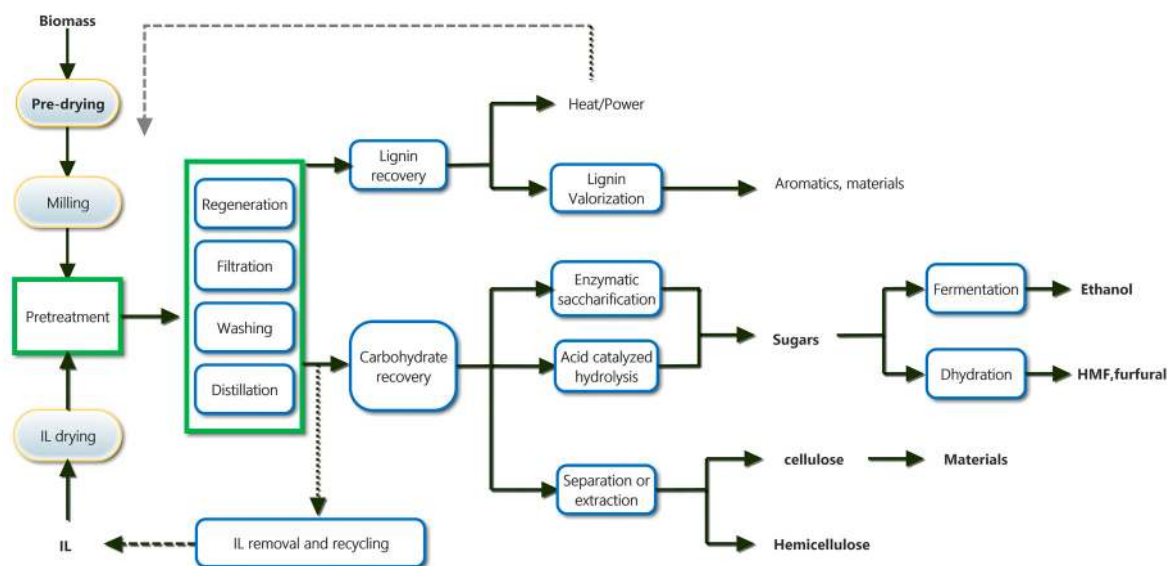 Biomass
Pre-drying
Milling
Pretreatment
IL drying
IL
Regeneration
Filtration
Washing
Distillation
IL removal and recycling
Lignin
recovery
Heat/Power
Lignin
Valorization
Aromatics, materials
Carbohydrate
recovery
Enzymatic
saccharification
Acid catalyzed
hydrolysis
Sugars
Fermentation
Ethanol
Dhydration
HMF,furfural
Separation or
extraction
cellulose
Materials
Hemicellulose